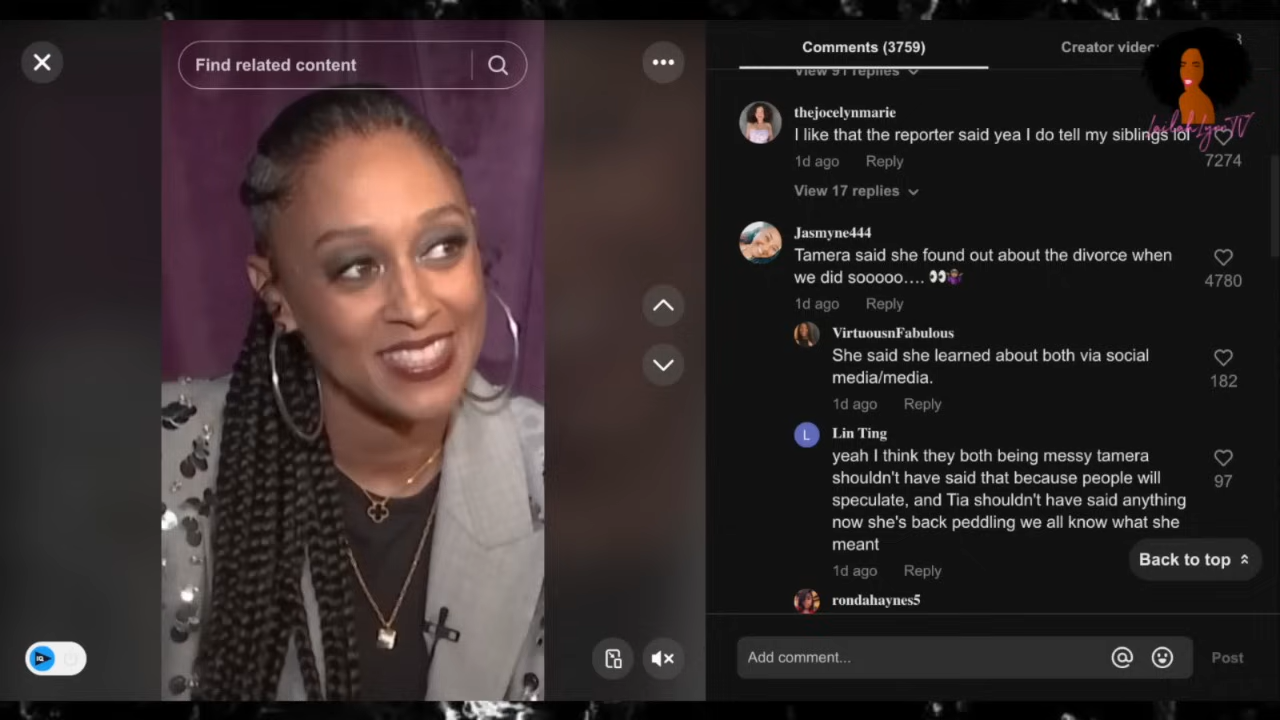 Find related content
Comments (3759)
Creator video
View 91 replies
thejocelynmarie
I like that the reporter said yea I do tell my siblings lol
7274
1d ago Reply
View 17 replies
Jasmyne444
Tamera said she found out about the divorce when
we did sooooo.... 👀🤷🏾‍♀️
4780
1d ago Reply
VirtuousnFabulous
She said she learned about both via social
media/media.
182
1d ago Reply
L
Lin Ting
yeah I think they both being messy tamera
shouldn't have said that because people will
speculate, and Tia shouldn't have said anything
now she's back peddling we all know what she
meant
97
1d ago Reply
Back to top
rondahaynes5
Add comment...
Post